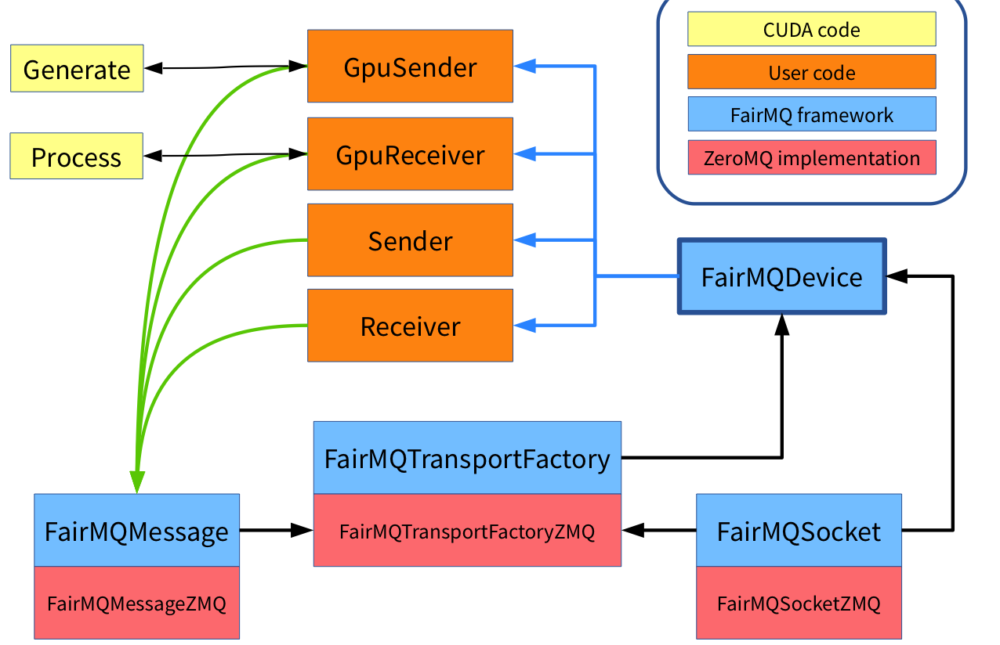 CUDA code
User code
FairMQ framework
ZeroMQ implementation
Generate
GpuSender
Process
GpuReceiver
Sender
FairMQDevice
Receiver
FairMQTransportFactory
FairMQTransportFactoryZMQ
FairMQMessage
FairMQMessageZMQ
FairMQSocket
FairMQSocketZMQ